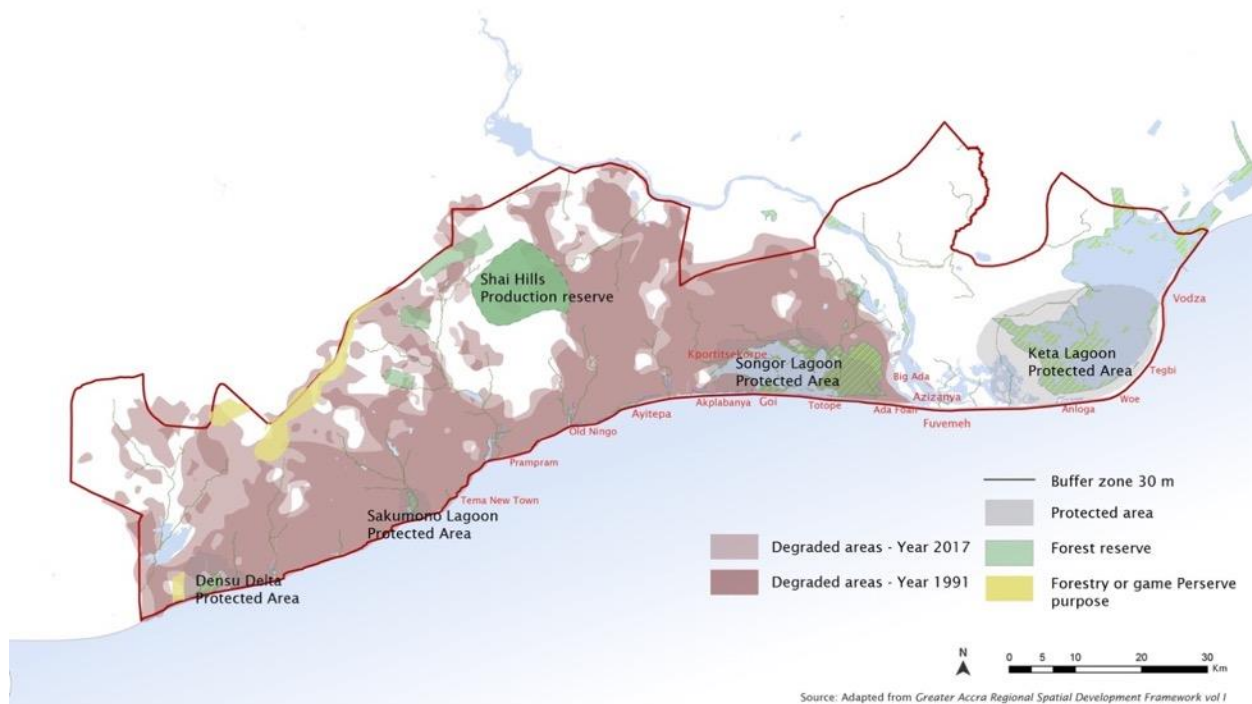 Shai Hills
Production reserve
Kportitsekorpe
Songor Lagoon
Protected Area
Keta Lagoon
Protected Area
Vodza
Tegbi
Woe
Anloga
Big Ada
Azizanya
Fuvemeh
Ada Foah
Totope
Goi
Akplabanya
Ayitepa
Old Ningo
Prampram
Tema New Town
Sakumono Lagoon
Protected Area
Densu Delta
Protected Area
Degraded areas - Year 2017
Degraded areas - Year 1991
Buffer zone 30 m
Protected area
Forest reserve
Forestry or game Perserve
purpose
N
0 5 10 20 30
Km
Source: Adapted from Greater Accra Regional Spatial Development Framework vol I